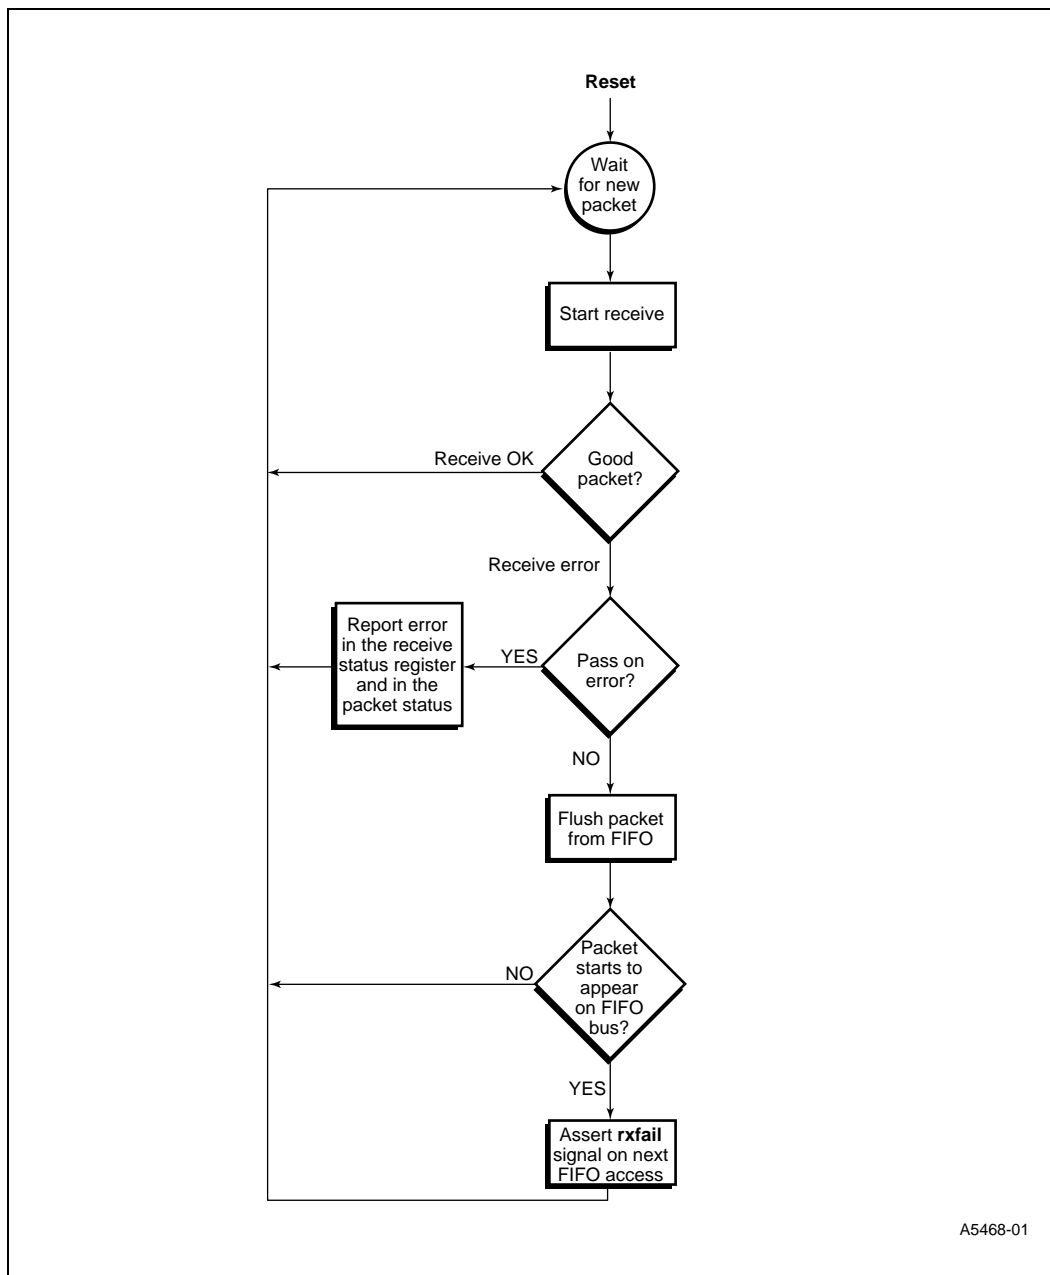 Reset
Wait
for new
packet
Start receive
Receive OK
Good
packet?
Receive error
Report error
in the receive
status register
and in the
packet status
YES
Pass on
error?
NO
Flush packet
from FIFO
NO
Packet
starts to
appear
on FIFO
bus?
YES
Assert rxfail
signal on next
FIFO access
A5468-01